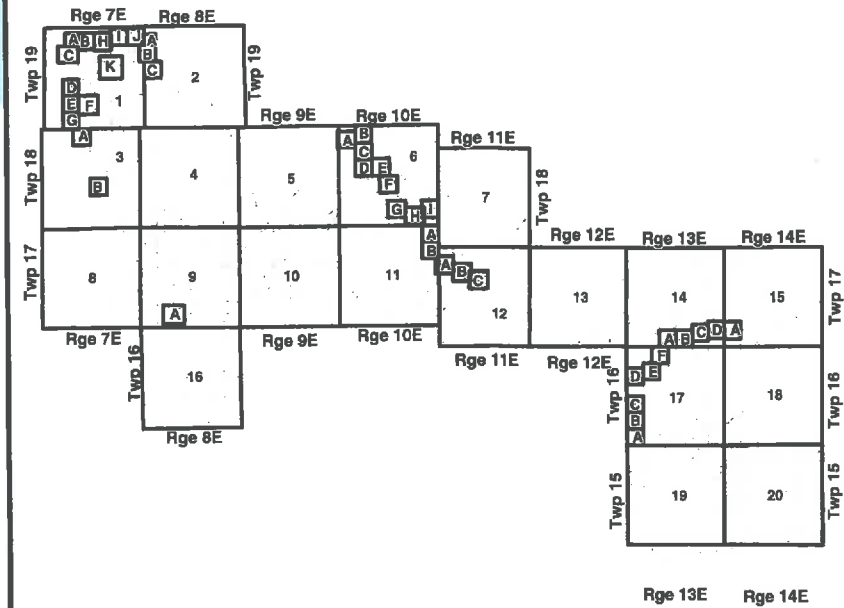 Rge 7E Rge 8E
A B H I J A
C B
K C
Twp 19 2 Twp 19
D
E F 1
G
Rge 9E Rge 10E
A A B
Rge 11E
3 C 6
Twp 18 4 5 D E
B F 7 Twp 18
G H I
A Rge 12E Rge 13E Rge 14E
B
Twp 17 8 9 10 11 A B C
13 14 15 Twp 17
A 12
A B C D A
Rge 7E Rge 9E Rge 10E
Rge 11E Rge 12E F
Twp 16 16 Twp 16 D E
C 17 18 Twp 16
B
Rge 8E A
Twp 15 19 20 Twp 15
Rge 13E Rge 14E